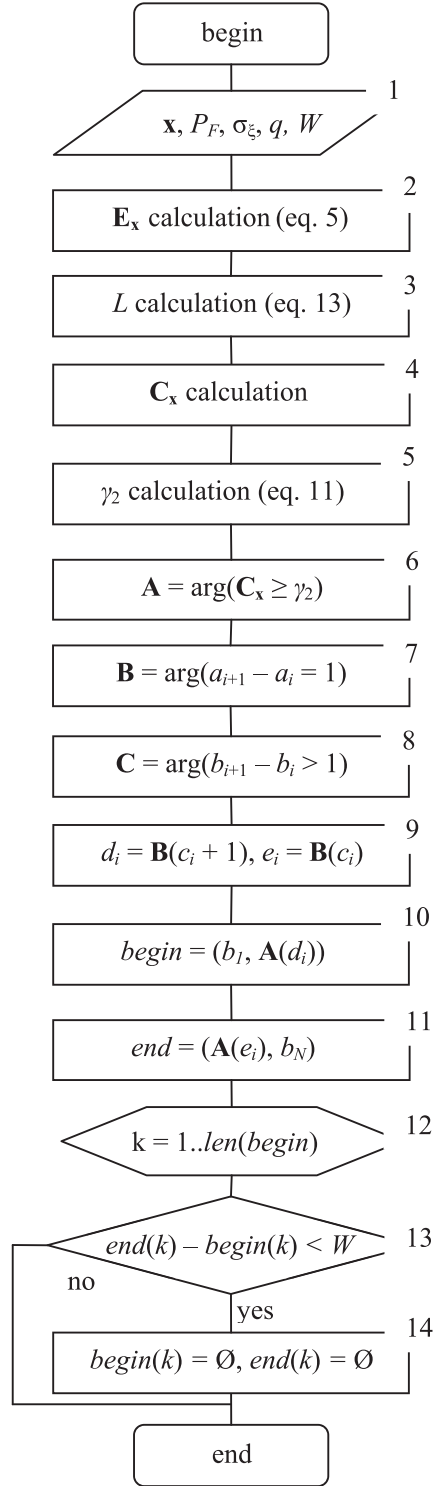 begin
1
x, P_F, σ_ξ, q, W
2
E_x calculation (eq. 5)
3
L calculation (eq. 13)
4
C_x calculation
5
γ_2 calculation (eq. 11)
6
A = arg(C_x ≥ γ_2)
7
B = arg(a_{i+1} – a_i = 1)
8
C = arg(b_{i+1} – b_i > 1)
9
d_i = B(c_i + 1), e_i = B(c_i)
10
begin = (b_1, A(d_i))
11
end = (A(e_i), b_N)
12
k = 1..len(begin)
13
end(k) – begin(k) < W
no
yes
14
begin(k) = Ø, end(k) = Ø
end